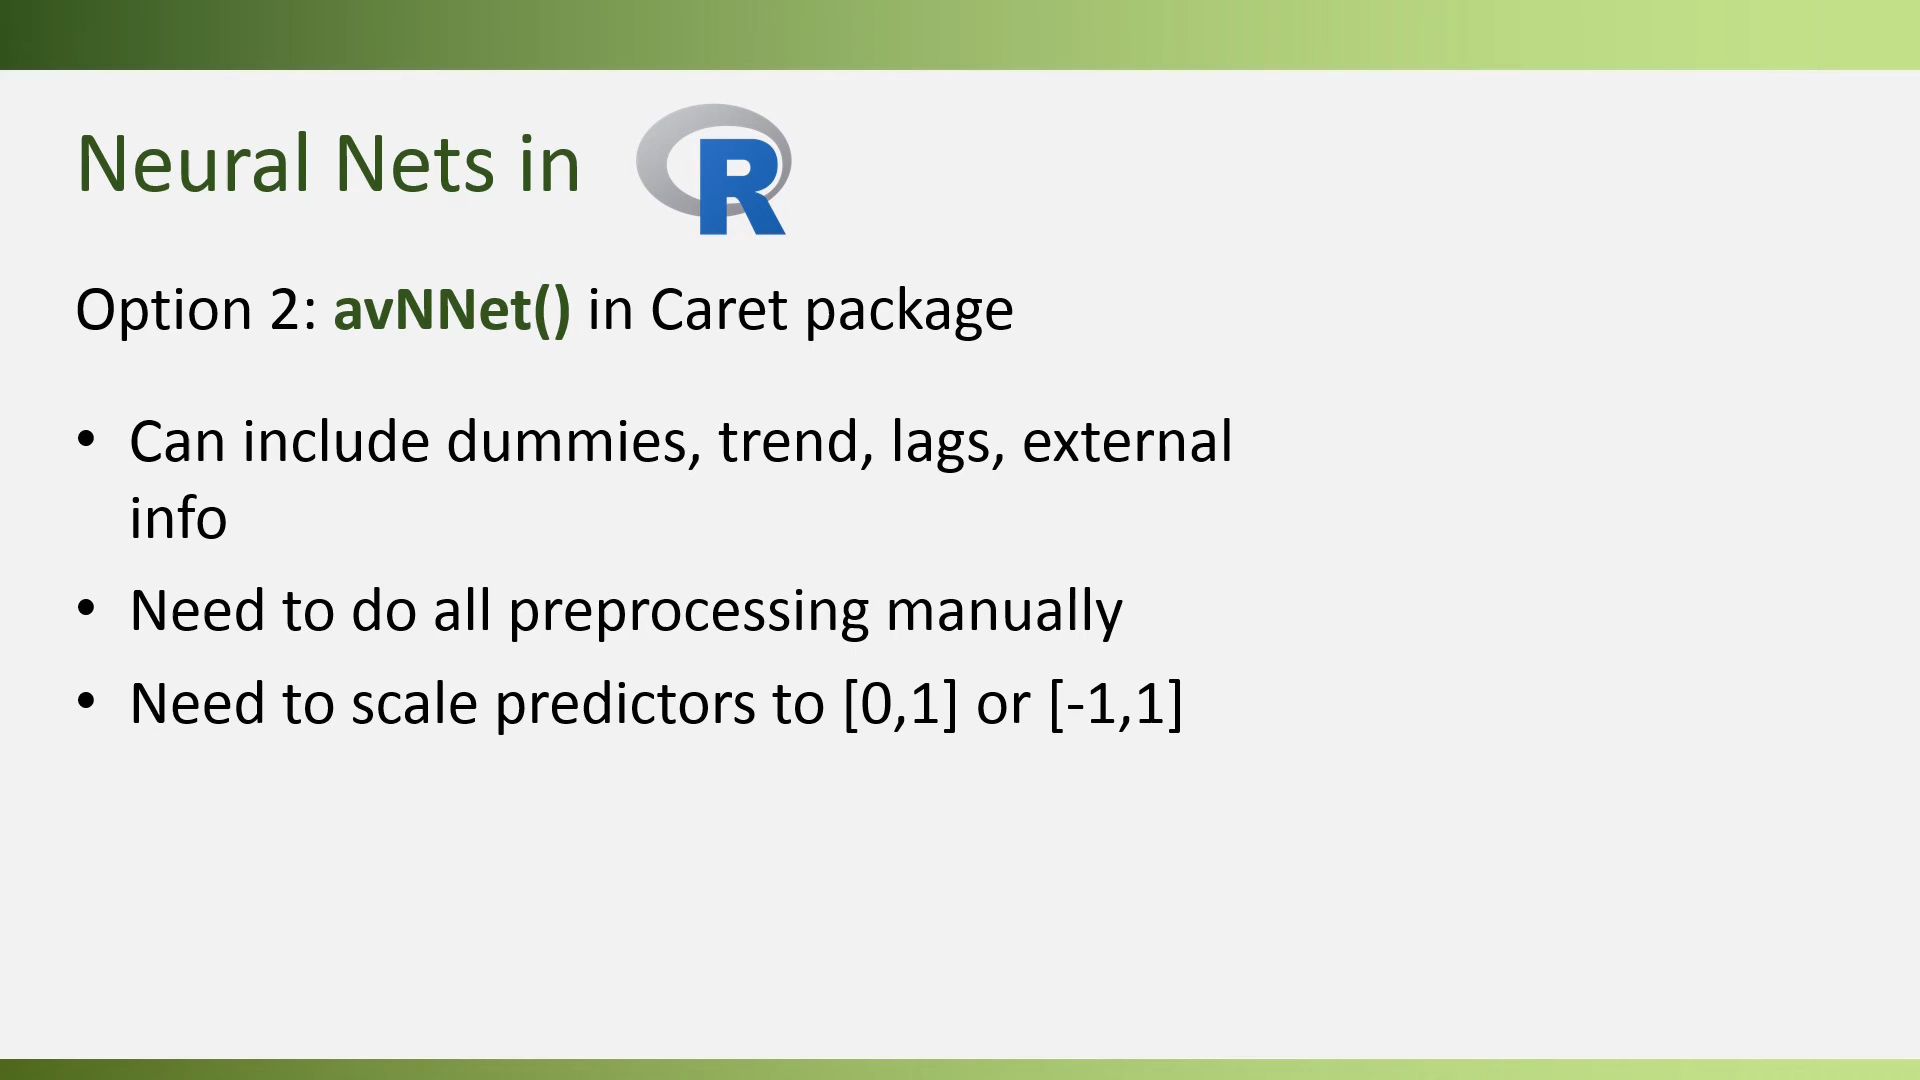 Neural Nets in R
Option 2: avNNet() in Caret package
• Can include dummies, trend, lags, external
info
• Need to do all preprocessing manually
• Need to scale predictors to [0,1] or [-1,1]